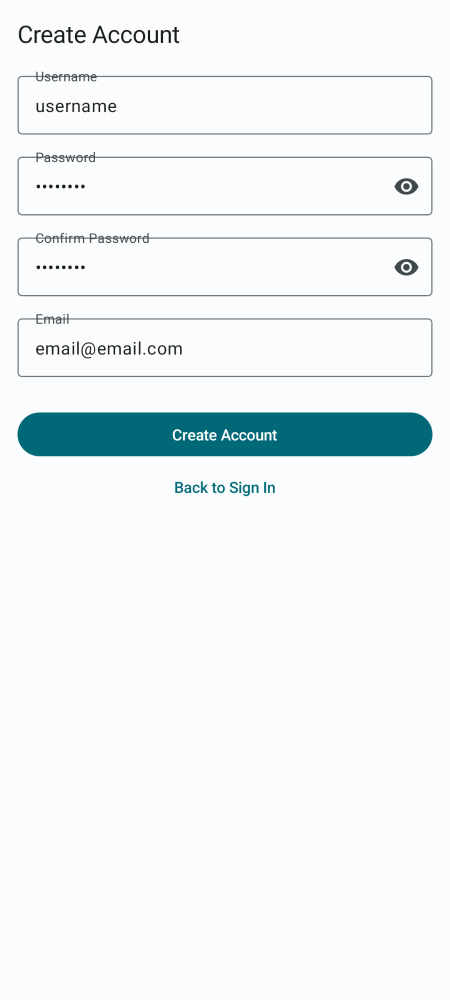 Create Account
Username
username
Password
••••••••
Confirm Password
••••••••
Email
email@email.com
Create Account
Back to Sign In